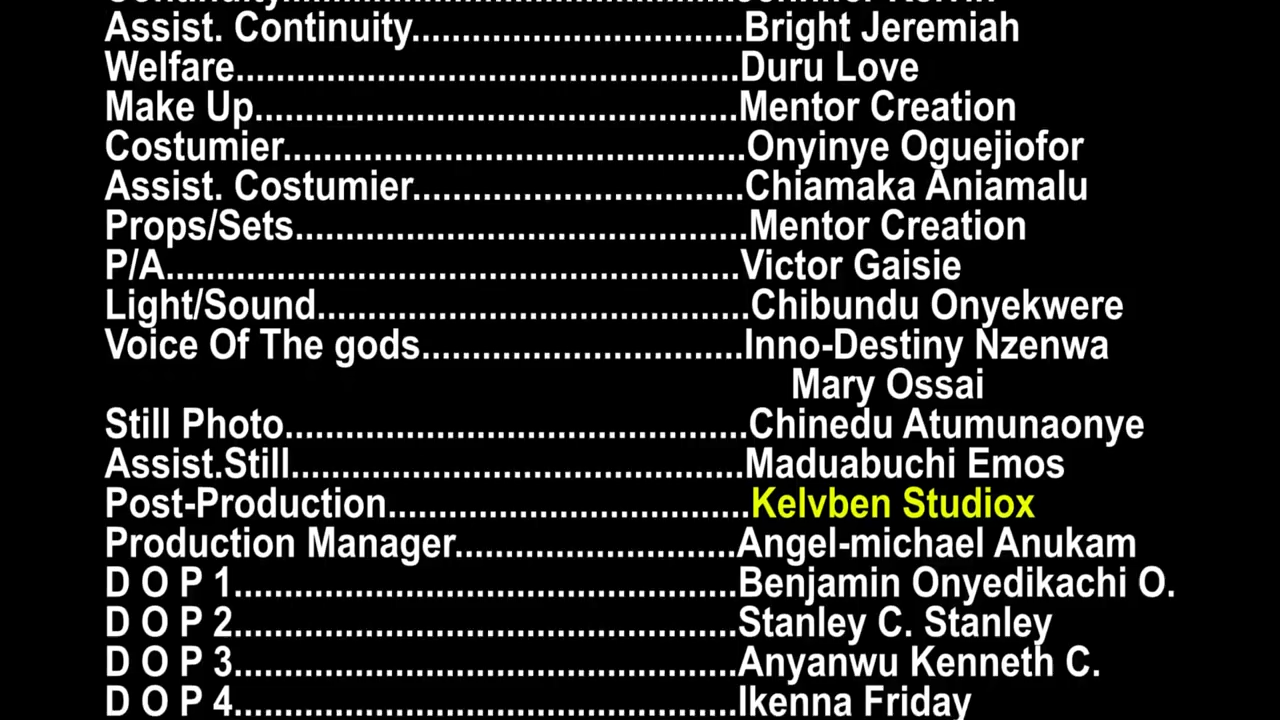 Assist. Continuity................................Bright Jeremiah
Welfare.................................................Duru Love
Make Up...............................................Mentor Creation
Costumier.............................................Onyinye Oguejiofor
Assist. Costumier................................Chiamaka Aniamalu
Props/Sets............................................Mentor Creation
P/A........................................................Victor Gaisie
Light/Sound..........................................Chibundu Onyekwere
Voice Of The gods...............................Inno-Destiny Nzenwa
Mary Ossai
Still Photo.............................................Chinedu Atumunaonye
Assist.Still............................................Maduabuchi Emos
Post-Production...................................Kelvben Studiox
Production Manager...........................Angel-michael Anukam
D O P 1.................................................Benjamin Onyedikachi O.
D O P 2.................................................Stanley C. Stanley
D O P 3.................................................Anyanwu Kenneth C.
D O P 4.................................................Ikenna Friday